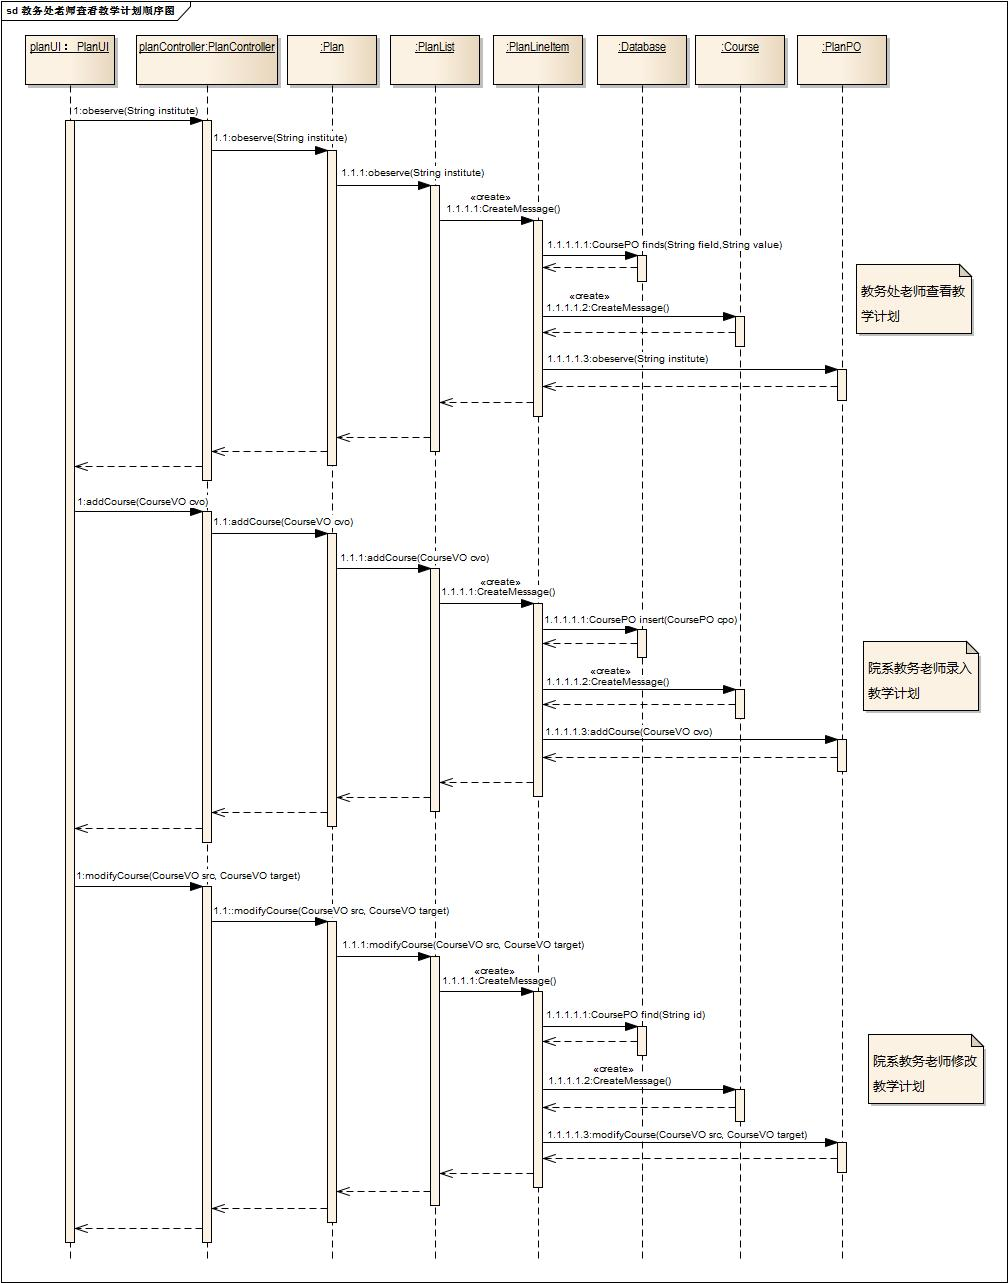 sd 教务处老师查看教学计划顺序图
planUI： PlanUI
planController:PlanController
:Plan
:PlanList
:PlanLineItem
:Database
:Course
:PlanPO
1:obeserve(String institute)
1.1:obeserve(String institute)
1.1.1:obeserve(String institute)
«create»
1.1.1.1:CreateMessage()
1.1.1.1.1:CoursePO finds(String field,String value)
教务处老师查看教
学计划
«create»
1.1.1.1.2:CreateMessage()
1.1.1.1.3:obeserve(String institute)
1:addCourse(CourseVO cvo)
1.1:addCourse(CourseVO cvo)
1.1.1:addCourse(CourseVO cvo)
«create»
1.1.1.1:CreateMessage()
1.1.1.1.1:CoursePO insert(CoursePO cpo)
院系教务老师录入
教学计划
«create»
1.1.1.1.2:CreateMessage()
1.1.1.1.3:addCourse(CourseVO cvo)
1:modifyCourse(CourseVO src, CourseVO target)
1.1::modifyCourse(CourseVO src, CourseVO target)
1.1.1:modifyCourse(CourseVO src, CourseVO target)
«create»
1.1.1.1:CreateMessage()
1.1.1.1.1:CoursePO find(String id)
院系教务老师修改
教学计划
«create»
1.1.1.1.2:CreateMessage()
1.1.1.1.3:modifyCourse(CourseVO src, CourseVO target)